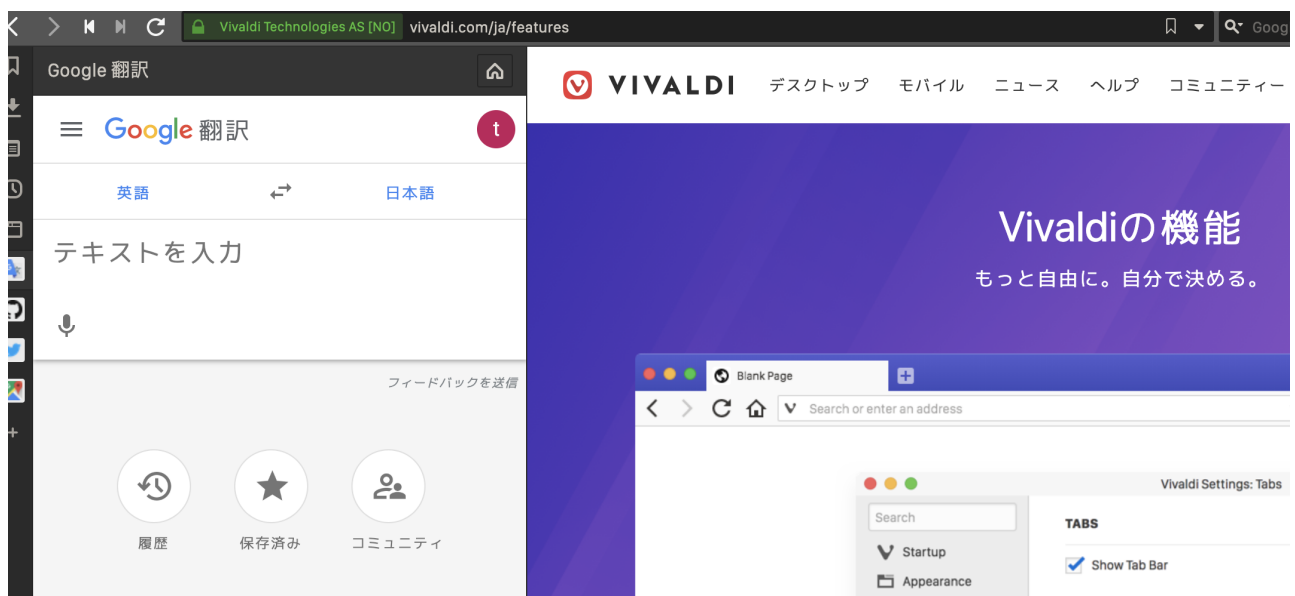 Vivaldi Technologies AS [NO] vivaldi.com/ja/features
Goog
Google 翻訳
Google 翻訳
t
英語
日本語
テキストを入力
フィードバックを送信
履歴
保存済み
コミュニティ
VIVALDI
デスクトップ
モバイル
ニュース
ヘルプ
コミュニティー
Vivaldiの機能
もっと自由に。自分で決める。
Blank Page
Search or enter an address
Vivaldi Settings: Tabs
Search
TABS
Startup
Show Tab Bar
Appearance